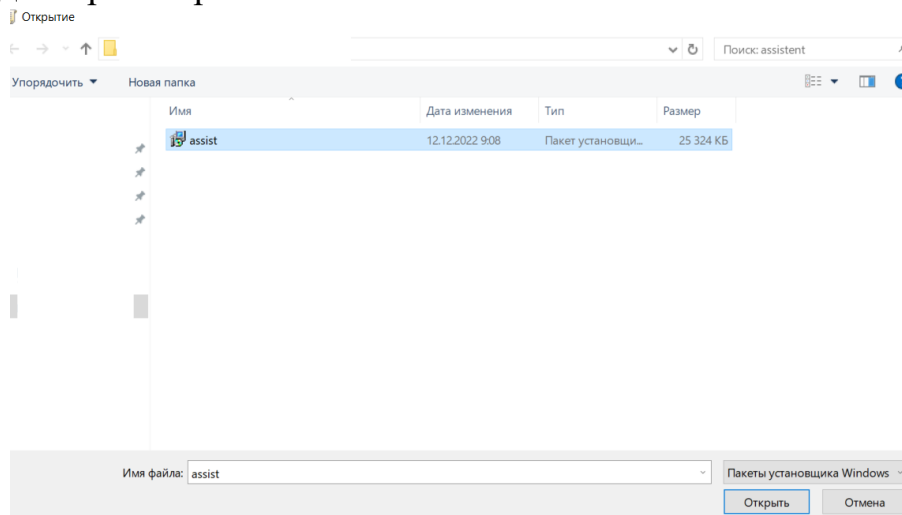 Открытие
Поиск: assistent
Упорядочить
Новая папка
Имя
Дата изменения
Тип
Размер
assist
12.12.2022 9:08
Пакет установщи...
25 324 КБ
Имя файла:
assist
Пакеты установщика Windows
Открыть
Отмена